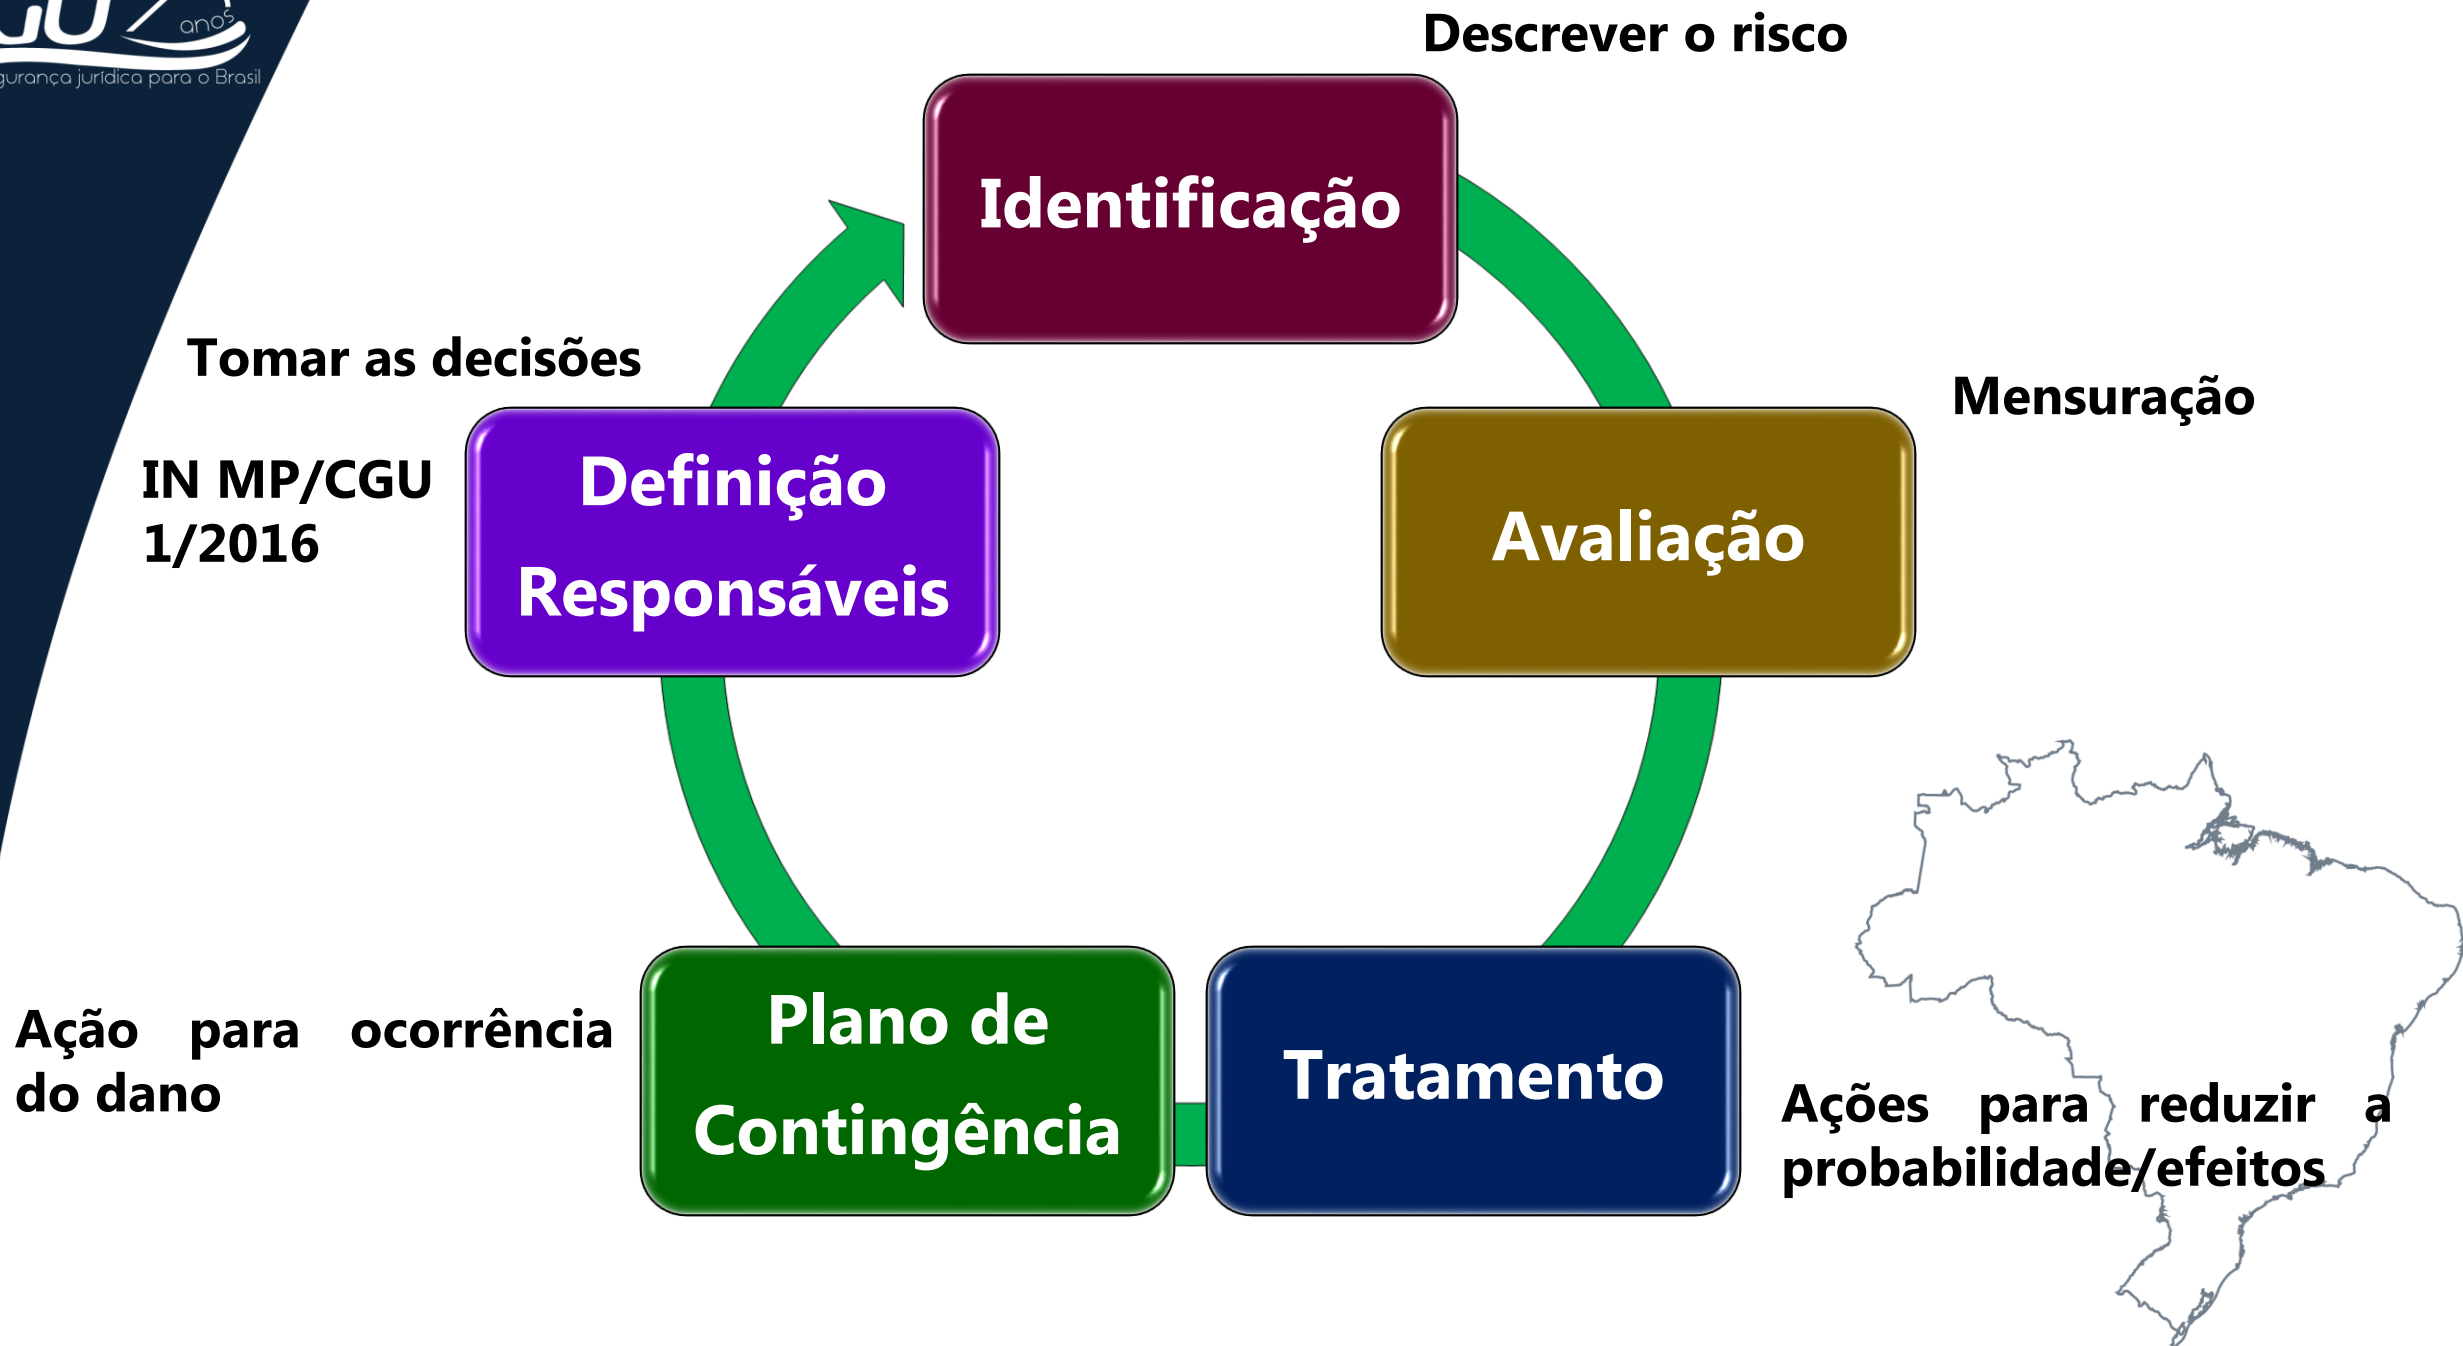 anos
jurídica para o Brasil
Descrever o risco
Identificação
Tomar as decisões
Mensuração
IN MP/CGU
1/2016
Definição
Responsáveis
Avaliação
Plano de
Contingência
Tratamento
Ação para ocorrência
do dano
Ações para reduzir a
probabilidade/efeitos